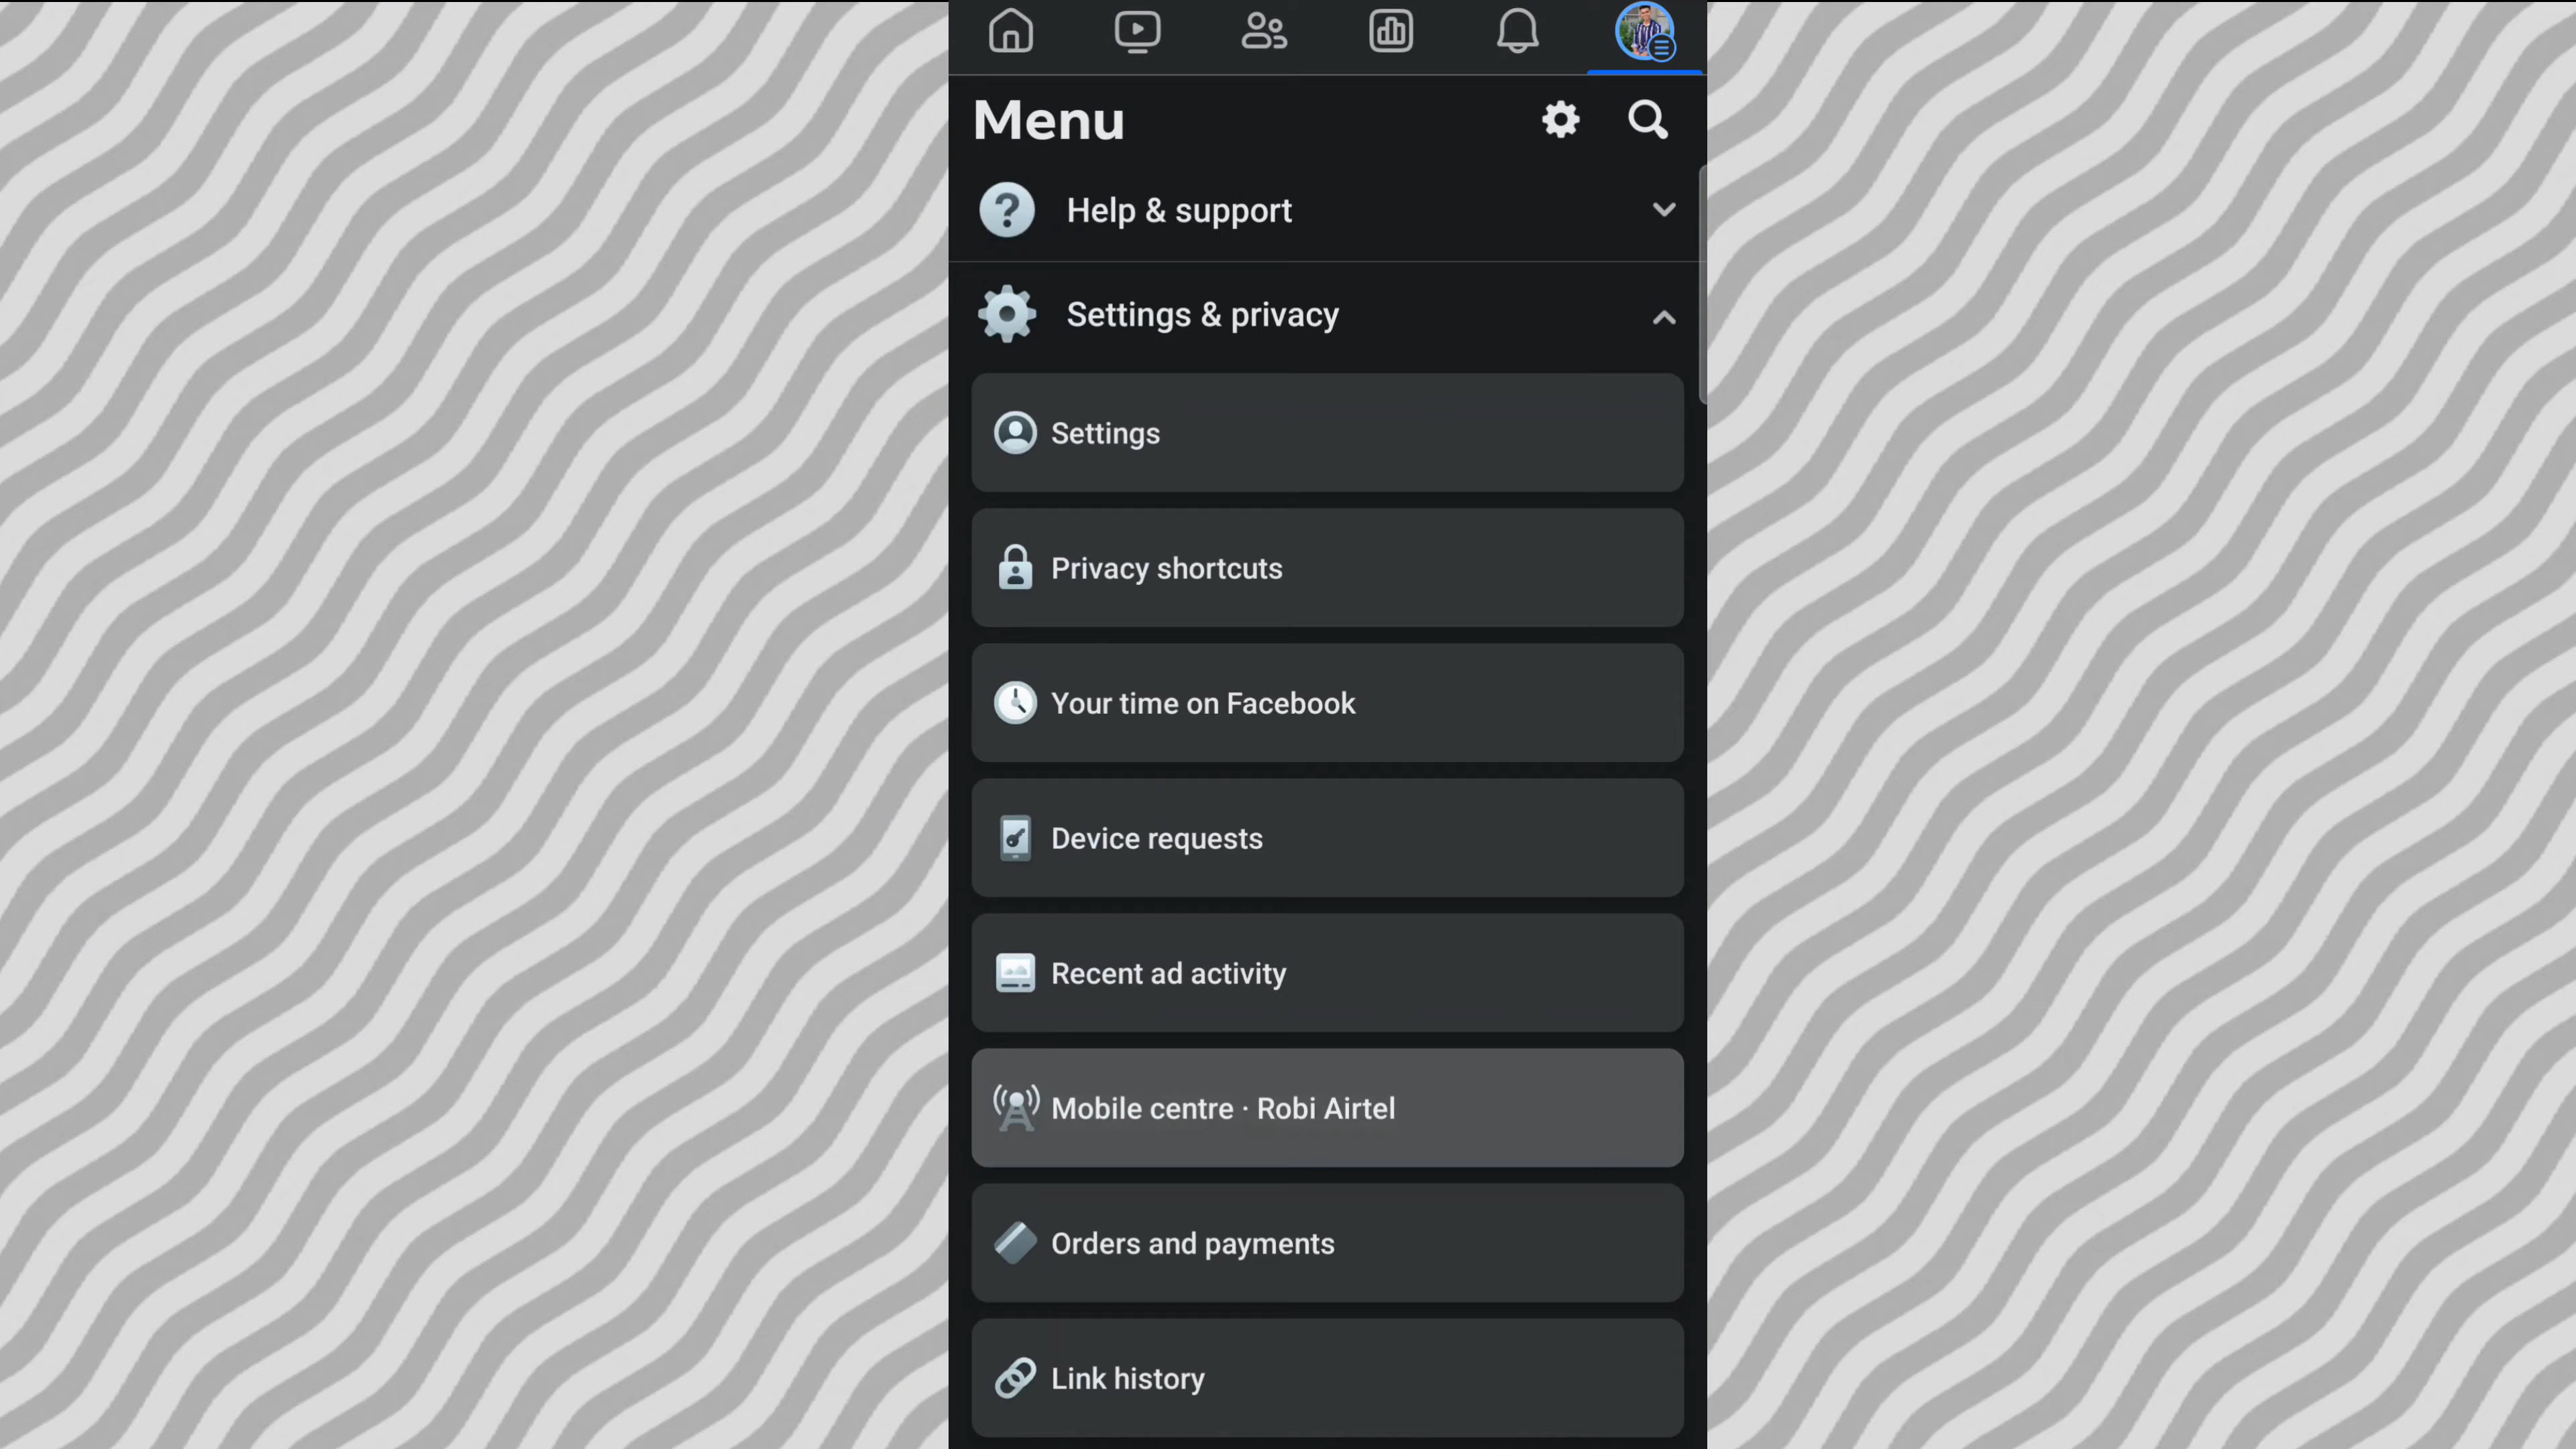 Menu
Help & support
Settings & privacy
Settings
Privacy shortcuts
Your time on Facebook
Device requests
Recent ad activity
Mobile centre · Robi Airtel
Orders and payments
Link history